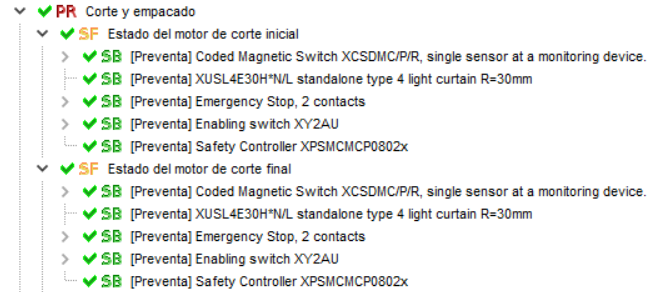 PR Corte y empacado
SF Estado del motor de corte inicial
SB [Preventa] Coded Magnetic Switch XCSDMC/P/R, single sensor at a monitoring device.
SB [Preventa] XUSL4E30H*N/L standalone type 4 light curtain R=30mm
SB [Preventa] Emergency Stop, 2 contacts
SB [Preventa] Enabling switch XY2AU
SB [Preventa] Safety Controller XPSMCMCP0802x
SF Estado del motor de corte final
SB [Preventa] Coded Magnetic Switch XCSDMC/P/R, single sensor at a monitoring device.
SB [Preventa] XUSL4E30H*N/L standalone type 4 light curtain R=30mm
SB [Preventa] Emergency Stop, 2 contacts
SB [Preventa] Enabling switch XY2AU
SB [Preventa] Safety Controller XPSMCMCP0802x